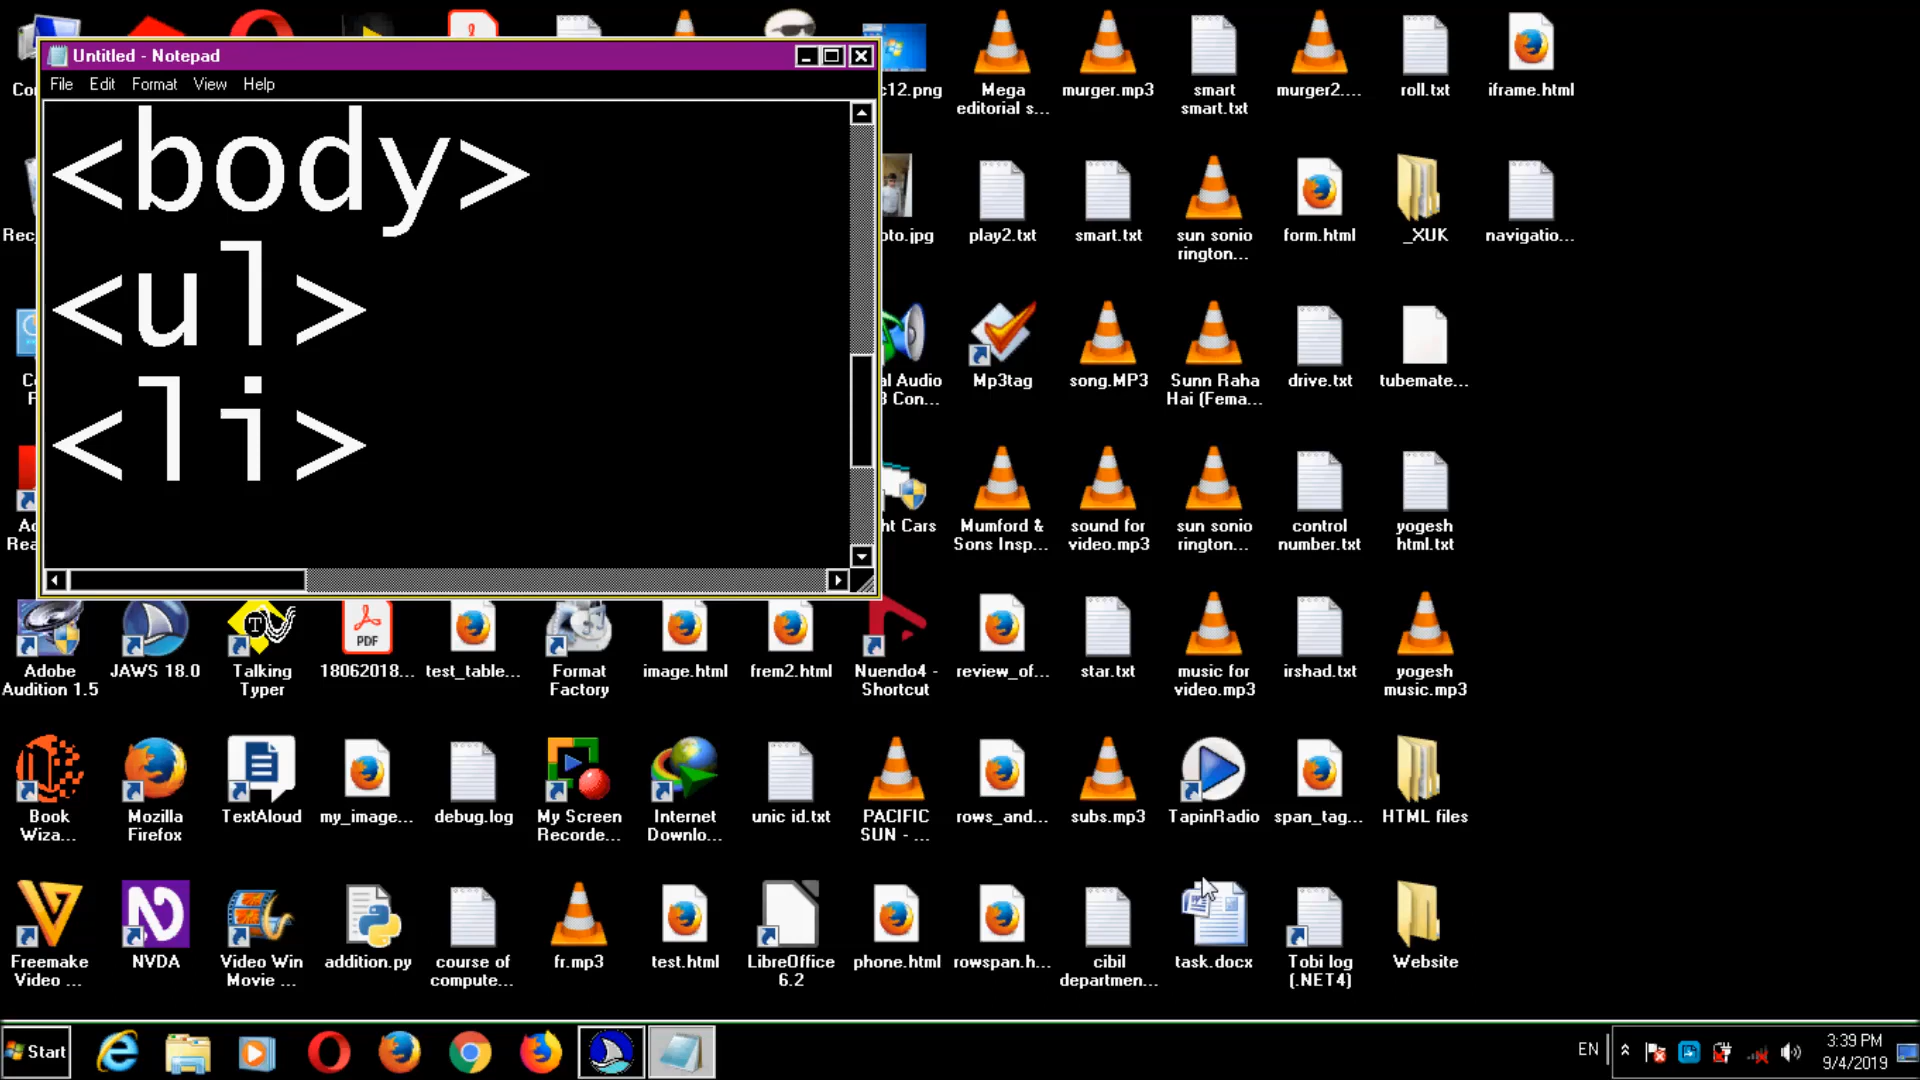 Untitled - Notepad
File Edit Format View Help
<body>
<ul>
<li>
c12.png
Mega
editorial s...
murger.mp3
smart
smart.txt
murger2....
roll.txt
iframe.html
oto.jpg
play2.txt
smart.txt
sun sonio
rington...
form.html
_XUK
navigatio...
al Audio
3 Con...
Mp3tag
song.MP3
Sunn Raha
Hai (Fema...
drive.txt
tubemate...
ht Cars
Mumford &
Sons Insp...
sound for
video.mp3
sun sonio
rington...
control
number.txt
yogesh
html.txt
Adobe
Audition 1.5
JAWS 18.0
Talking
Typer
PDF
18062018...
test_table...
Format
Factory
image.html
frem2.html
Nuendo4 -
Shortcut
review_of...
star.txt
music for
video.mp3
irshad.txt
yogesh
music.mp3
Book
Wiza...
Mozilla
Firefox
TextAloud
my_image...
debug.log
My Screen
Recorde...
Internet
Downlo...
unic id.txt
PACIFIC
SUN - ...
rows_and...
subs.mp3
TapinRadio
span_tag...
HTML files
Freemake
Video ...
NVDA
Video Win
Movie ...
addition.py
course of
compute...
fr.mp3
test.html
LibreOffice
6.2
phone.html
rowspan.h...
cibil
departmen...
task.docx
Tobi log
(.NET4)
Website
Start
EN
3:39 PM
9/4/2019